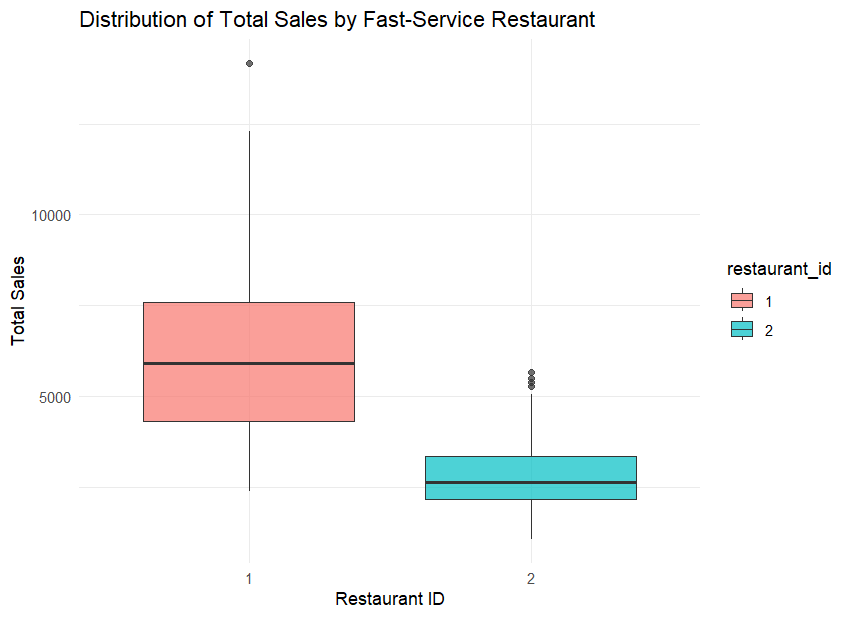 Distribution of Total Sales by Fast-Service Restaurant
Total Sales
10000
5000
1
2
Restaurant ID
restaurant_id
1
2